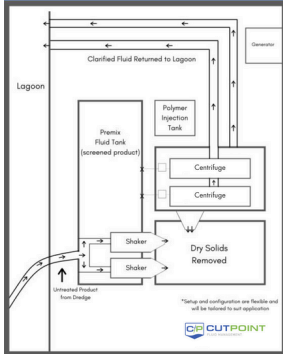 Generator
Clarified Fluid Returned to Lagoon
Lagoon
Polymer
Injection
Tank
Premix
Fluid Tank
(screened product)
Centrifuge
Centrifuge
Shaker
Shaker
Dry Solids
Removed
Untreated Product
from Dredge
*Setup and configuration are flexible and
will be tailored to suit application
C/P CUTPOINT